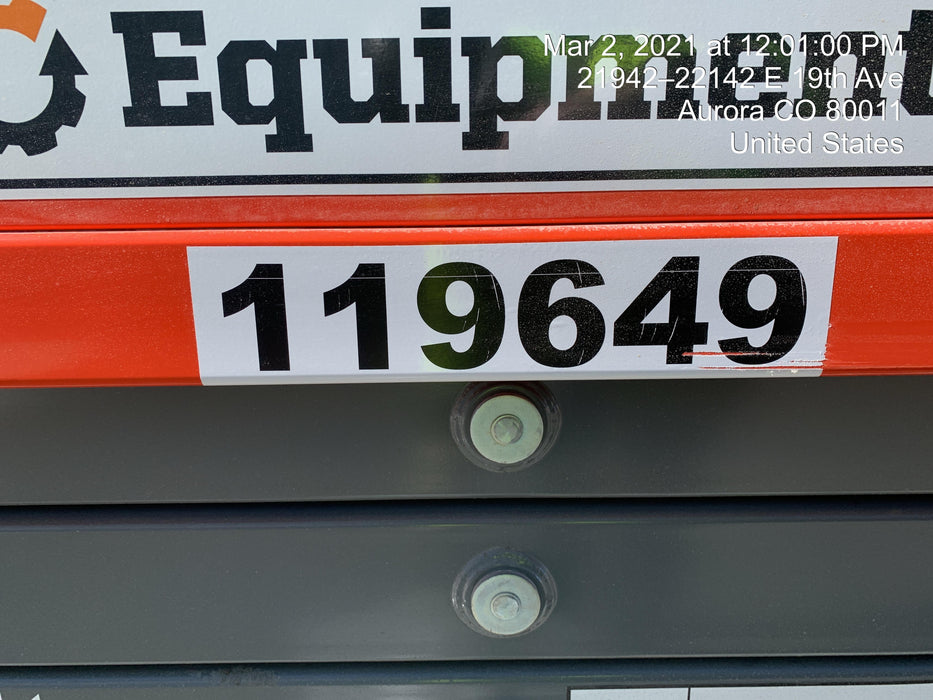 Equipment
Mar 2, 2021 at 12:01:00 PM
21942–22142 E 19th Ave
Aurora CO 80011
United States
119649